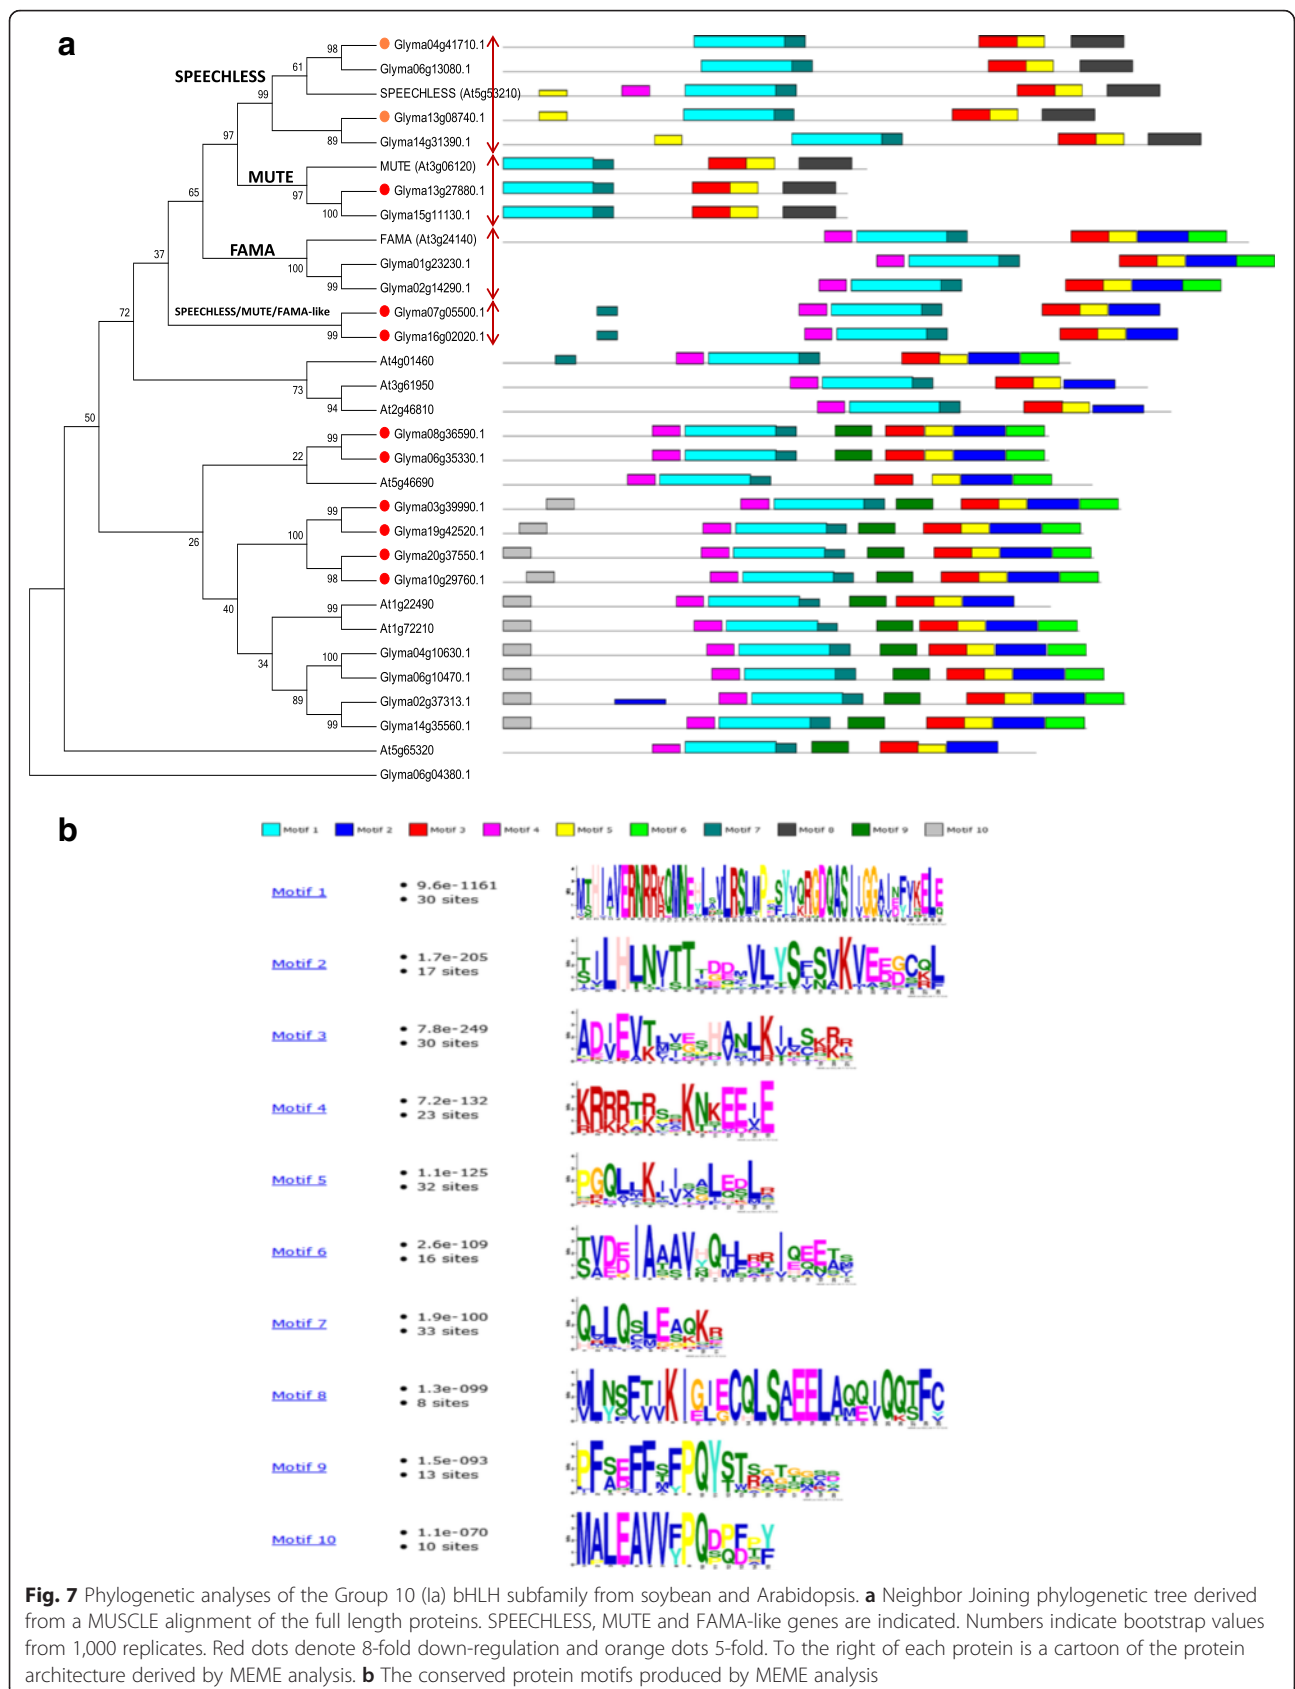 a
SPEECHLESS
MUTE
FAMA
SPEECHLESS/MUTE/FAMA-like
98
61
99
89
97
97
100
65
100
99
37
99
72
73
94
50
99
22
99
100
98
26
40
99
34
100
89
99
Glyma04g41710.1
Glyma06g13080.1
SPEECHLESS (At5g53210)
Glyma13g08740.1
Glyma14g31390.1
MUTE (At3g06120)
Glyma13g27880.1
Glyma15g11130.1
FAMA (At3g24140)
Glyma01g23230.1
Glyma02g14290.1
Glyma07g05500.1
Glyma16g02020.1
At4g01460
At3g61950
At2g46810
Glyma08g36590.1
Glyma06g35330.1
At5g46690
Glyma03g39990.1
Glyma19g42520.1
Glyma20g37550.1
Glyma10g29760.1
At1g22490
At1g72210
Glyma04g10630.1
Glyma06g10470.1
Glyma02g37313.1
Glyma14g35560.1
At5g65320
Glyma06g04380.1
b
Motif 1 Motif 2 Motif 3 Motif 4 Motif 5 Motif 6 Motif 7 Motif 8 Motif 9 Motif 10
Motif 1
• 9.6e-1161
• 30 sites
Motif 2
• 1.7e-205
• 17 sites
Motif 3
• 7.8e-249
• 30 sites
Motif 4
• 7.2e-132
• 23 sites
Motif 5
• 1.1e-125
• 32 sites
Motif 6
• 2.6e-109
• 16 sites
Motif 7
• 1.9e-100
• 33 sites
Motif 8
• 1.3e-099
• 8 sites
Motif 9
• 1.5e-093
• 13 sites
Motif 10
• 1.1e-070
• 10 sites
Fig. 7 Phylogenetic analyses of the Group 10 (Ia) bHLH subfamily from soybean and Arabidopsis. a Neighbor Joining phylogenetic tree derived
from a MUSCLE alignment of the full length proteins. SPEECHLESS, MUTE and FAMA-like genes are indicated. Numbers indicate bootstrap values
from 1,000 replicates. Red dots denote 8-fold down-regulation and orange dots 5-fold. To the right of each protein is a cartoon of the protein
architecture derived by MEME analysis. b The conserved protein motifs produced by MEME analysis